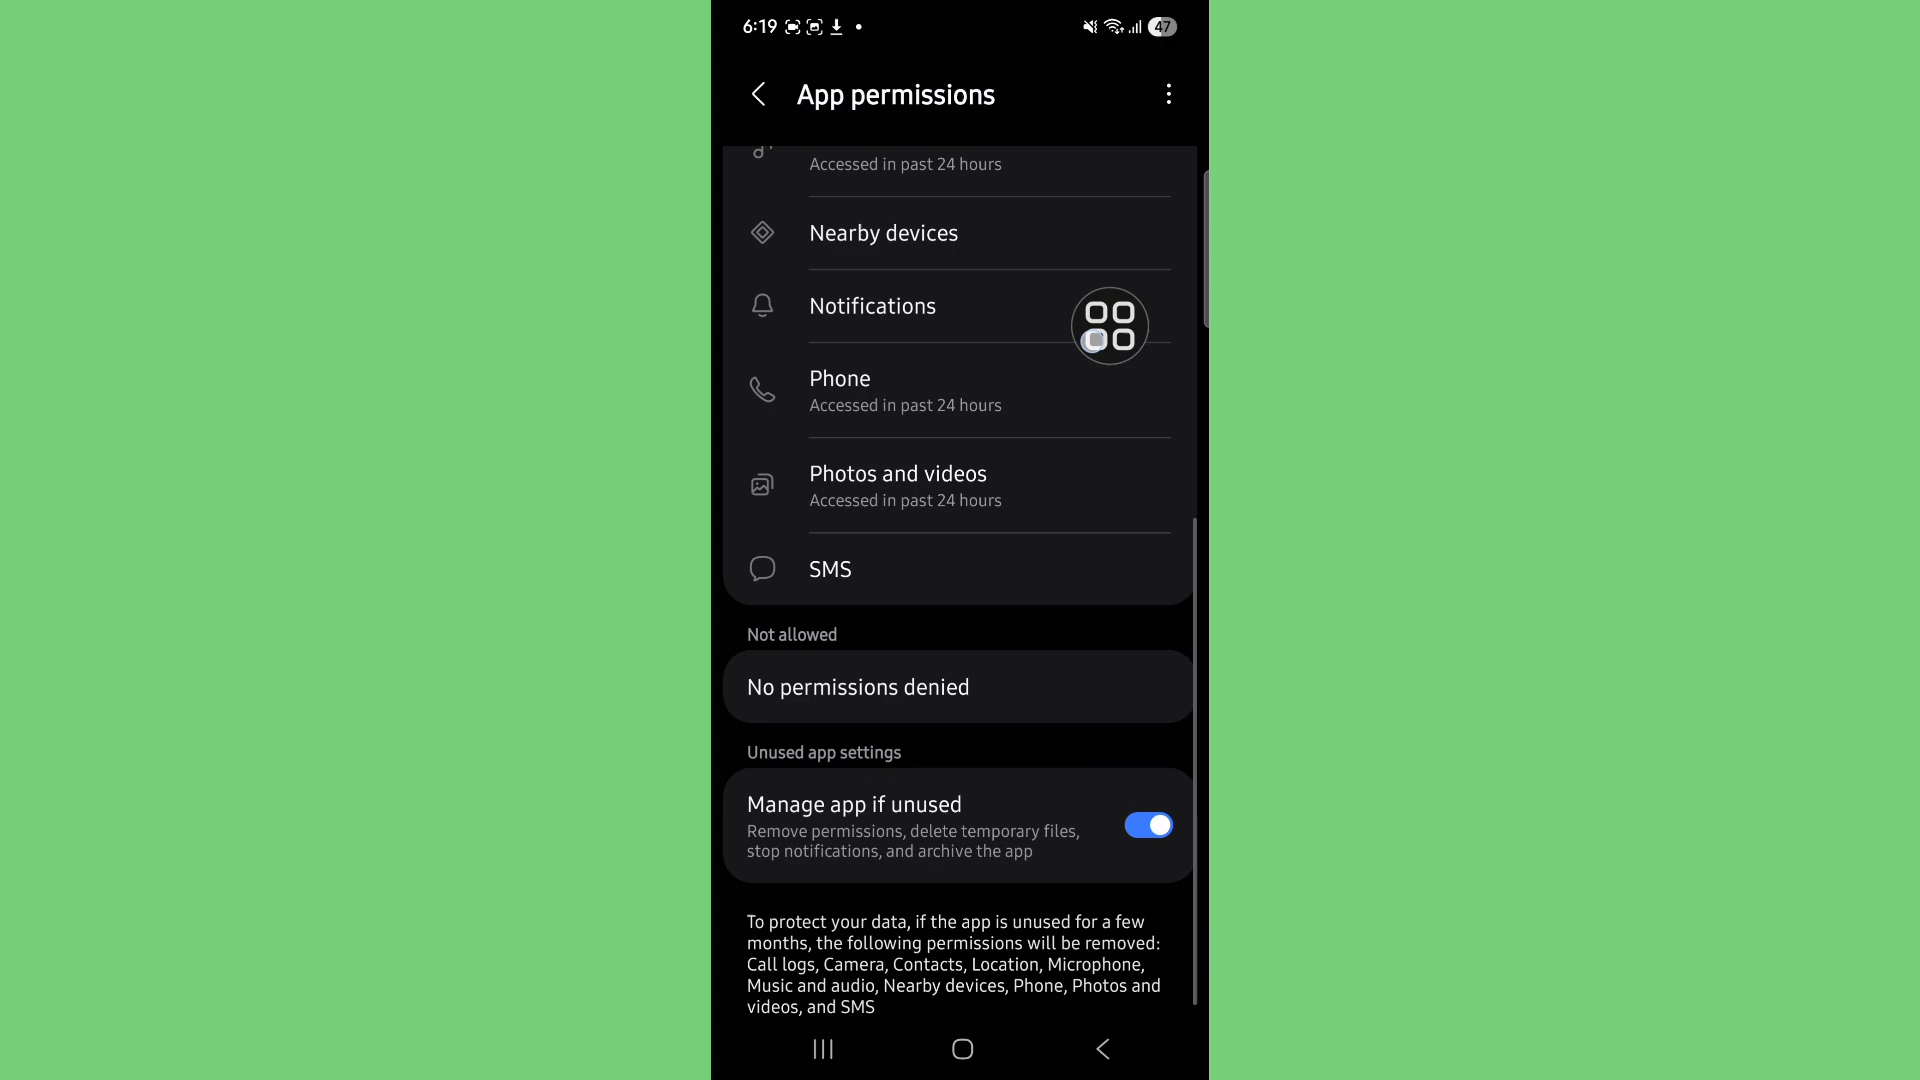 6:19
47
App permissions
Accessed in past 24 hours
Nearby devices
Notifications
Phone
Accessed in past 24 hours
Photos and videos
Accessed in past 24 hours
SMS
Not allowed
No permissions denied
Unused app settings
Manage app if unused
Remove permissions, delete temporary files,
stop notifications, and archive the app
To protect your data, if the app is unused for a few
months, the following permissions will be removed:
Call logs, Camera, Contacts, Location, Microphone,
Music and audio, Nearby devices, Phone, Photos and
videos, and SMS